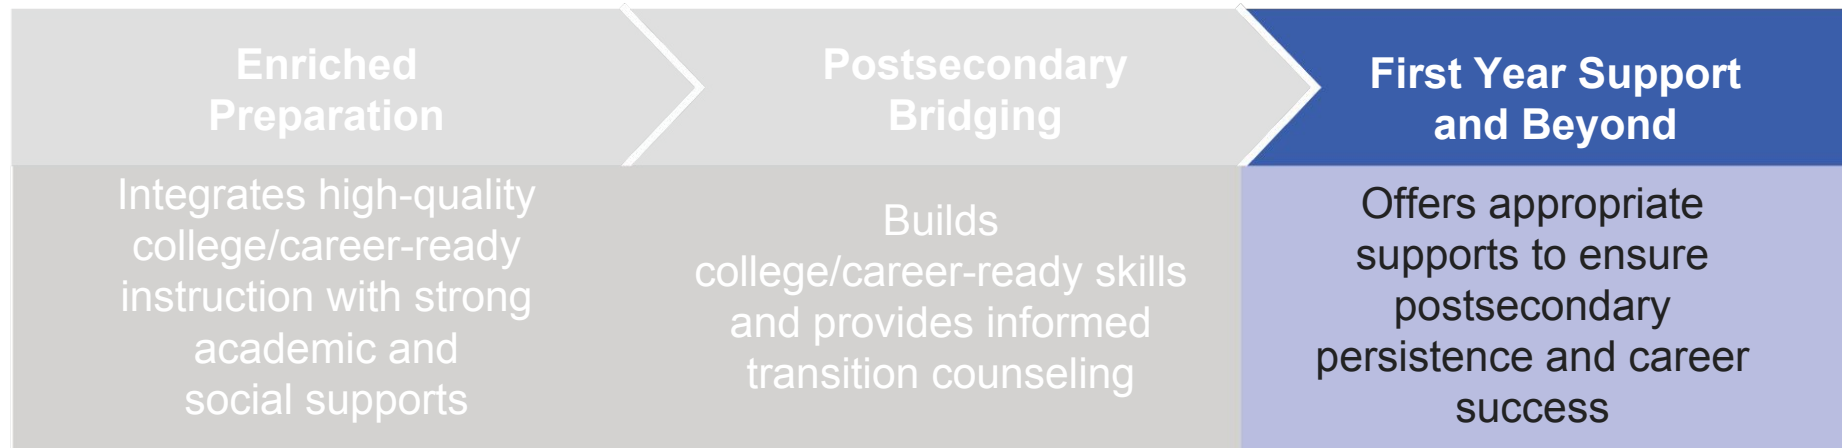 Enriched
Preparation
Integrates high-quality
college/career-ready
instruction with strong
academic and
social supports
Postsecondary
Bridging
Builds
college/career-ready skills
and provides informed
transition counseling
First Year Support
and Beyond
Offers appropriate
supports to ensure
postsecondary
persistence and career
success